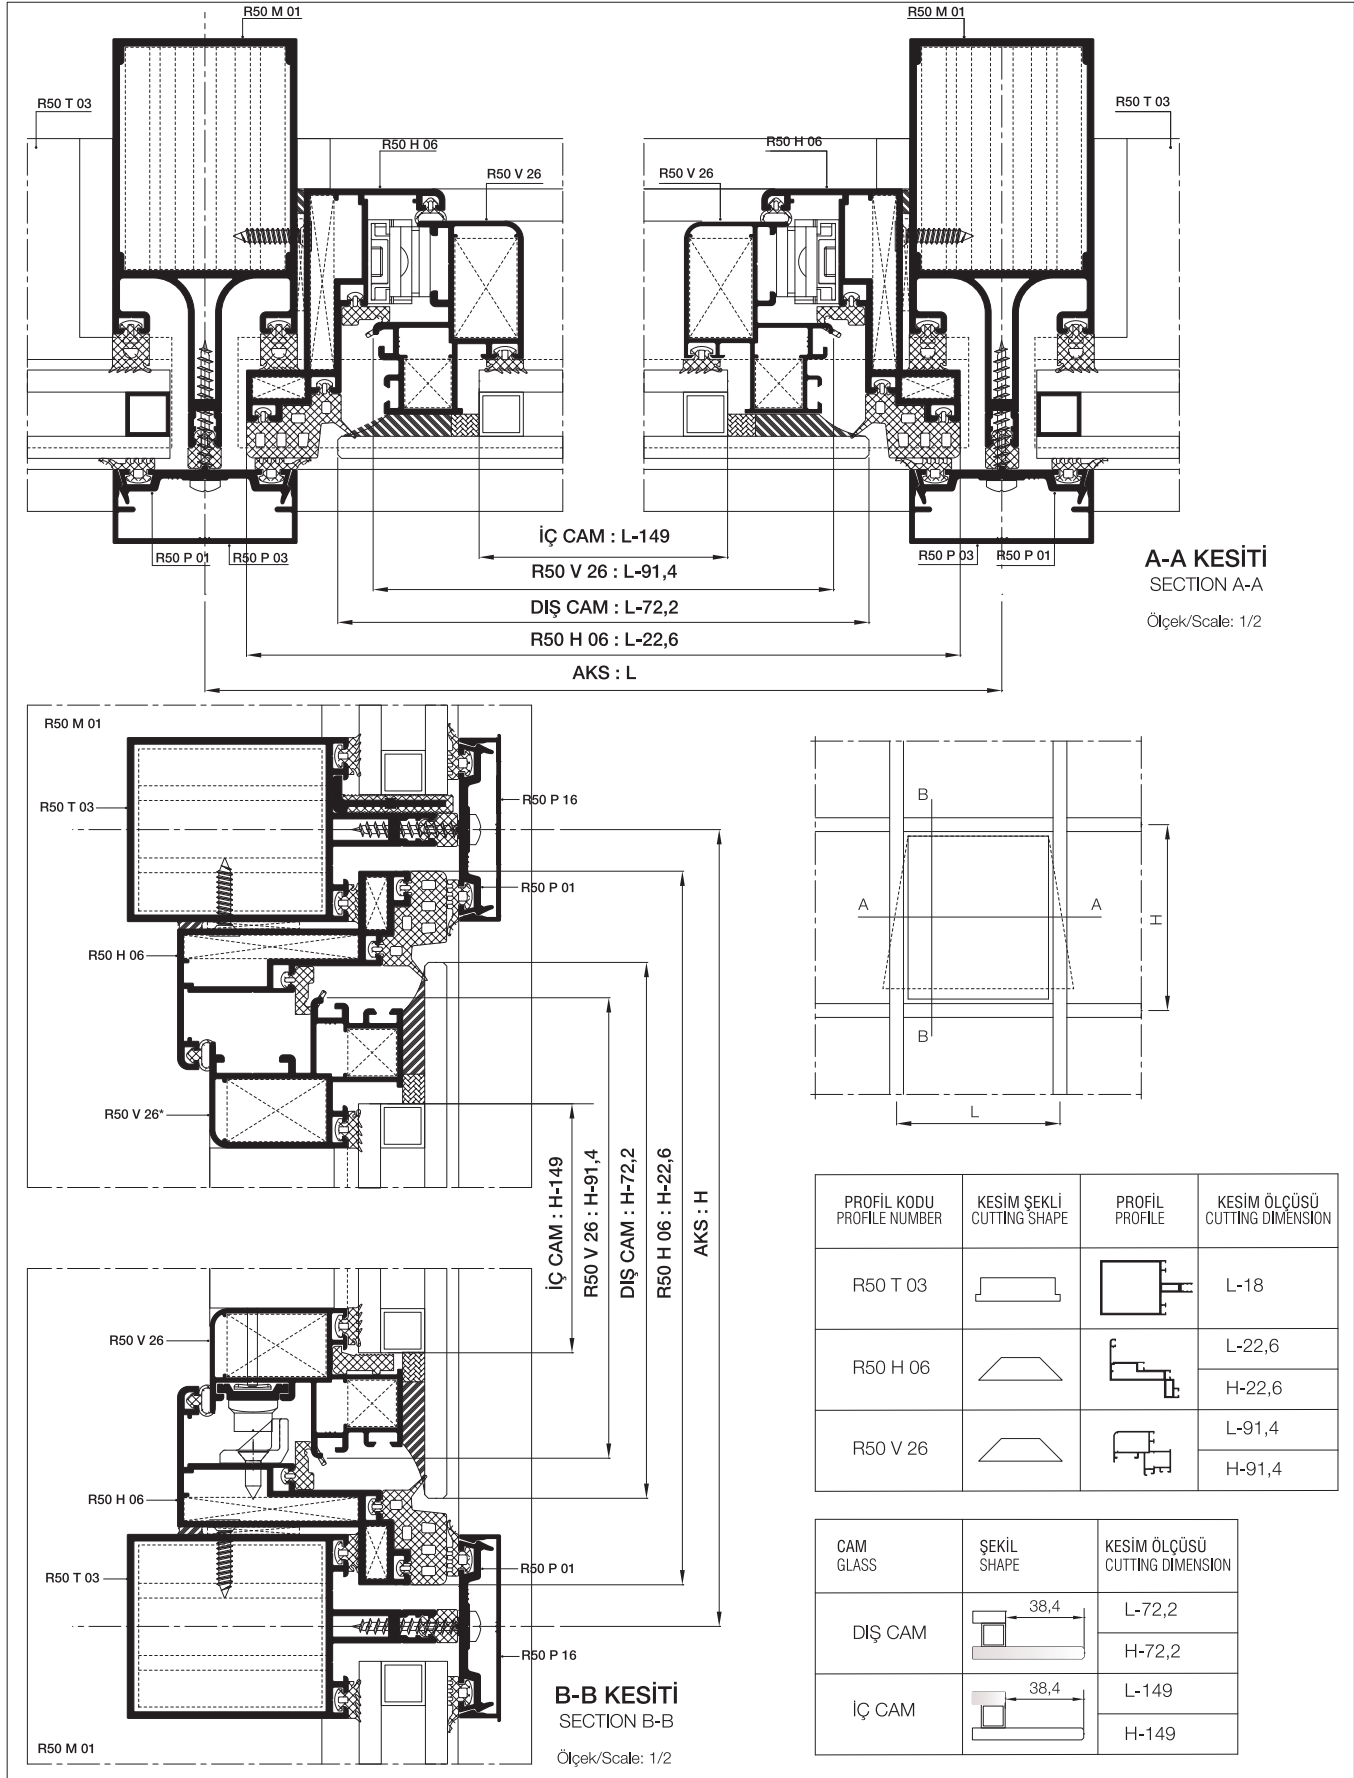 R50 M 01
R50 M 01
R50 T 03
R50 T 03
R50 H 06
R50 H 06
R50 V 26
R50 V 26
R50 P 01
R50 P 03
R50 P 03
R50 P 01
İÇ CAM : L-149
R50 V 26 : L-91,4
DIŞ CAM : L-72,2
R50 H 06 : L-22,6
AKS : L
A-A KESİTİ
SECTION A-A
Ölçek/Scale: 1/2
R50 M 01
R50 T 03
R50 P 16
R50 P 01
R50 H 06
R50 V 26*
İÇ CAM : H-149
R50 V 26 : H-91,4
DIŞ CAM : H-72,2
R50 H 06 : H-22,6
AKS : H
R50 V 26
R50 H 06
R50 T 03
R50 P 01
R50 P 16
R50 M 01
B-B KESİTİ
SECTION B-B
Ölçek/Scale: 1/2
B
A
A
H
B
L
PROFİL KODU KESİM ŞEKLİ PROFİL KESİM ÖLÇÜSÜ
PROFILE NUMBER CUTTING SHAPE PROFILE CUTTING DIMENSION
R50 T 03 L-18
R50 H 06
L-22,6
H-22,6
R50 V 26
L-91,4
H-91,4
CAM ŞEKİL KESİM ÖLÇÜSÜ
GLASS SHAPE CUTTING DIMENSION
DIŞ CAM
38,4
L-72,2
H-72,2
İÇ CAM
38,4
L-149
H-149